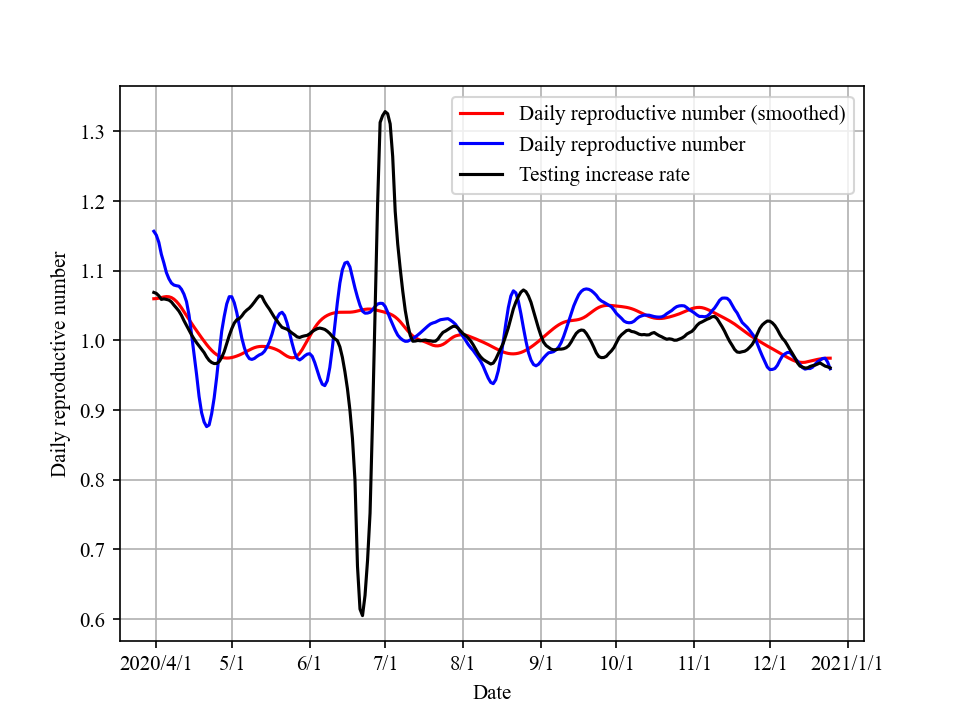 Daily reproductive number (smoothed)
Daily reproductive number
Testing increase rate
Daily reproductive number
1.3
1.2
1.1
1.0
0.9
0.8
0.7
0.6
2020/4/1 5/1 6/1 7/1 8/1 9/1 10/1 11/1 12/1 2021/1/1
Date